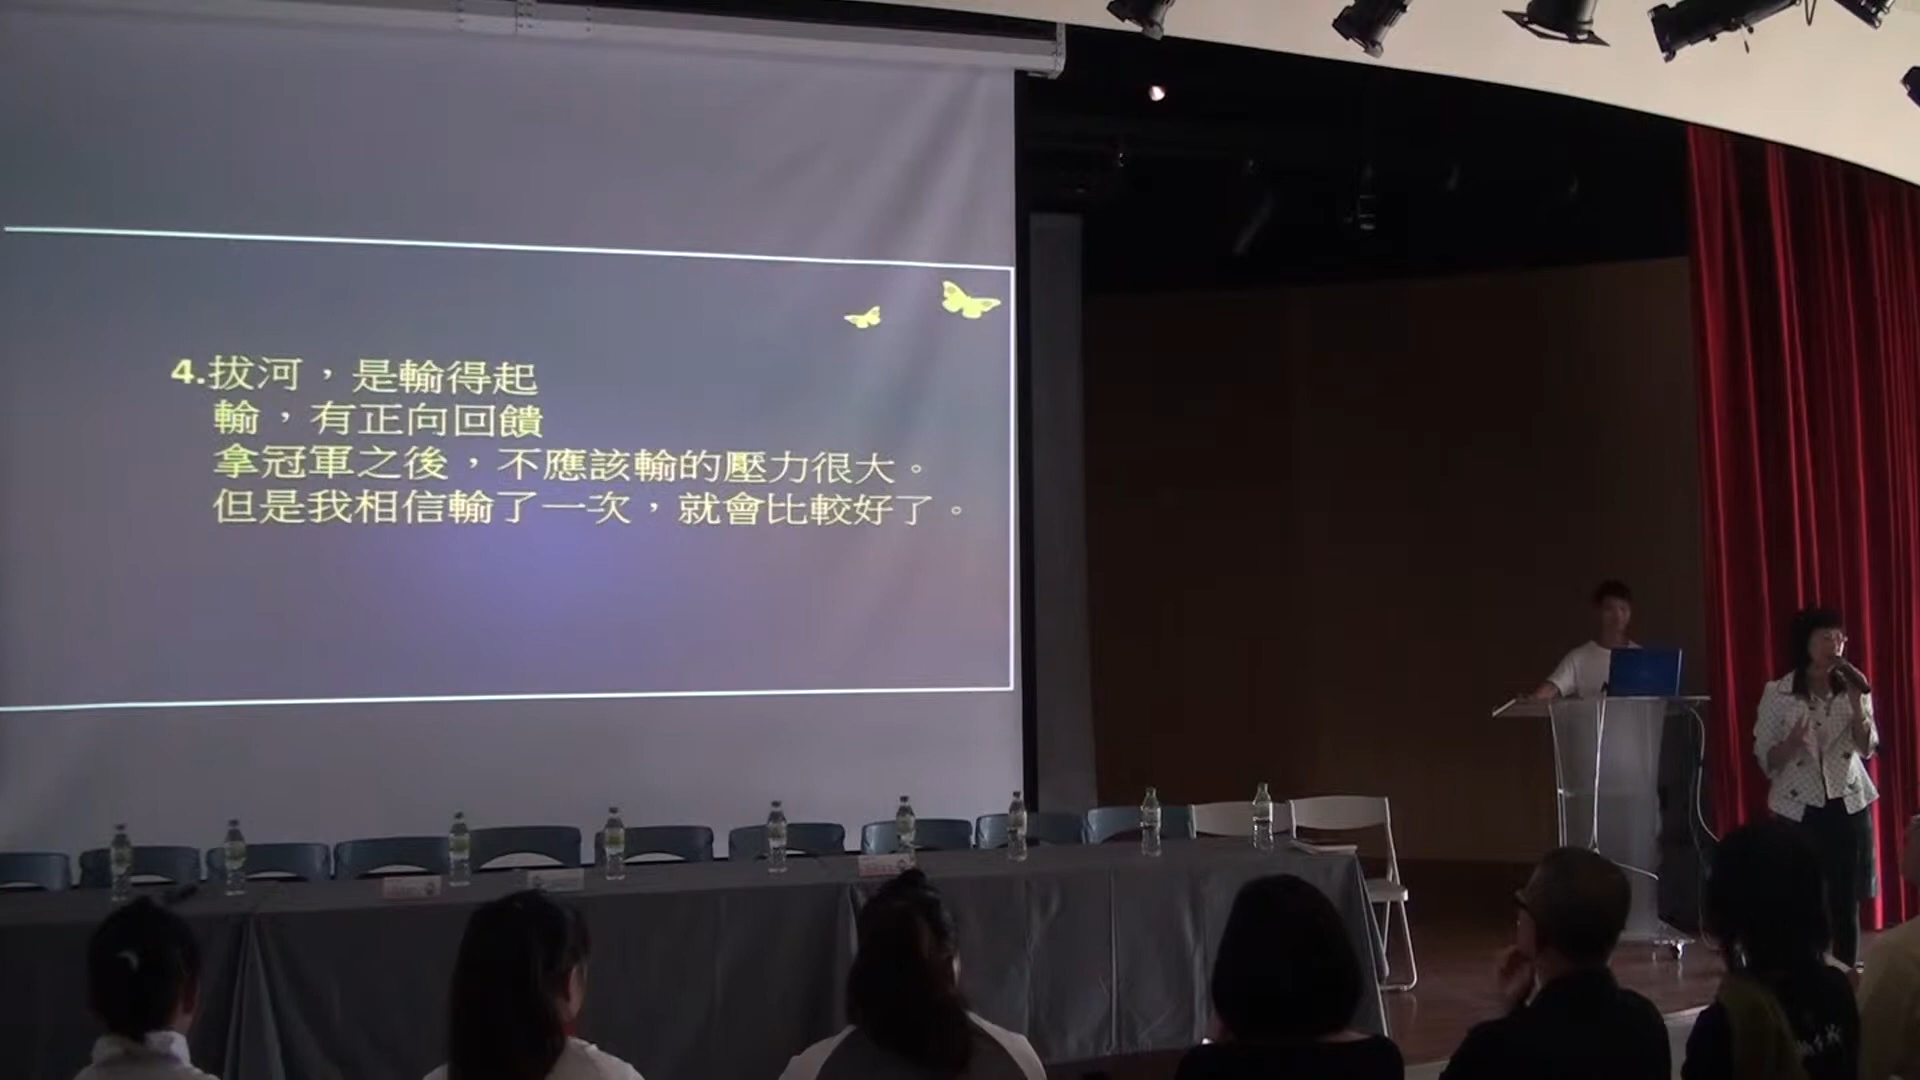 4.拔河，是輸得起
輸，有正向回饋
拿冠軍之後，不應該輸的壓力很大。
但是我相信輸了一次，就會比較好了。